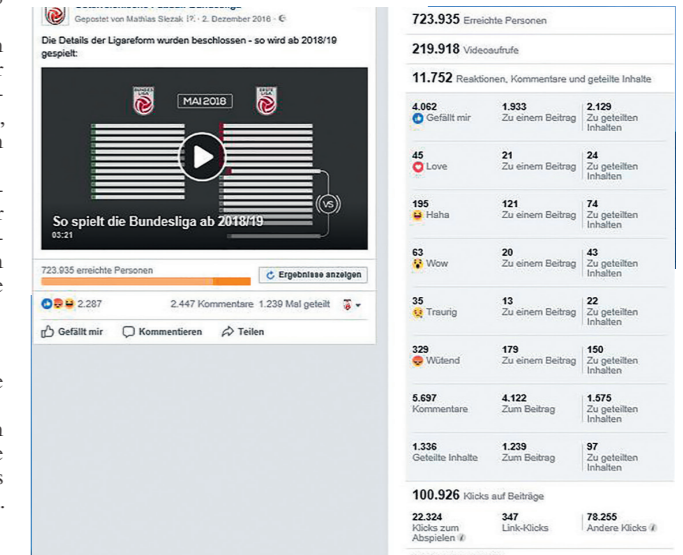 Gepostet von Mathias Slezak [?] · 2. Dezember 2016 ·
Die Details der Ligareform wurden beschlossen - so wird ab 2018/19
gespielt:
BUNDES LIGA
MAI 2018
ERSTE LIGA
VS
So spielt die Bundesliga ab 2018/19
03:21
723.935 erreichte Personen
Ergebnisse anzeigen
2.287
2.447 Kommentare 1.239 Mal geteilt
Gefällt mir Kommentieren Teilen
723.935 Erreichte Personen
219.918 Videoaufrufe
11.752 Reaktionen, Kommentare und geteilte Inhalte
4.062 1.933 2.129
Gefällt mir Zu einem Beitrag Zu geteilten
Inhalten
45 21 24
Love Zu einem Beitrag Zu geteilten
Inhalten
195 121 74
Haha Zu einem Beitrag Zu geteilten
Inhalten
63 20 43
Wow Zu einem Beitrag Zu geteilten
Inhalten
35 13 22
Traurig Zu einem Beitrag Zu geteilten
Inhalten
329 179 150
Wütend Zu einem Beitrag Zu geteilten
Inhalten
5.697 4.122 1.575
Kommentare Zum Beitrag Zu geteilten
Inhalten
1.336 1.239 97
Geteilte Inhalte Zum Beitrag Zu geteilten
Inhalten
100.926 Klicks auf Beiträge
22.324 347 78.255
Klicks zum Link-Klicks Andere Klicks i
Abspielen i